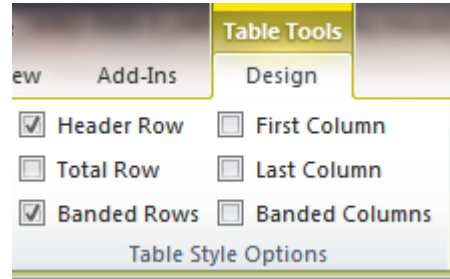 Table Tools
ew Add-Ins Design
Header Row First Column
Total Row Last Column
Banded Rows Banded Columns
Table Style Options